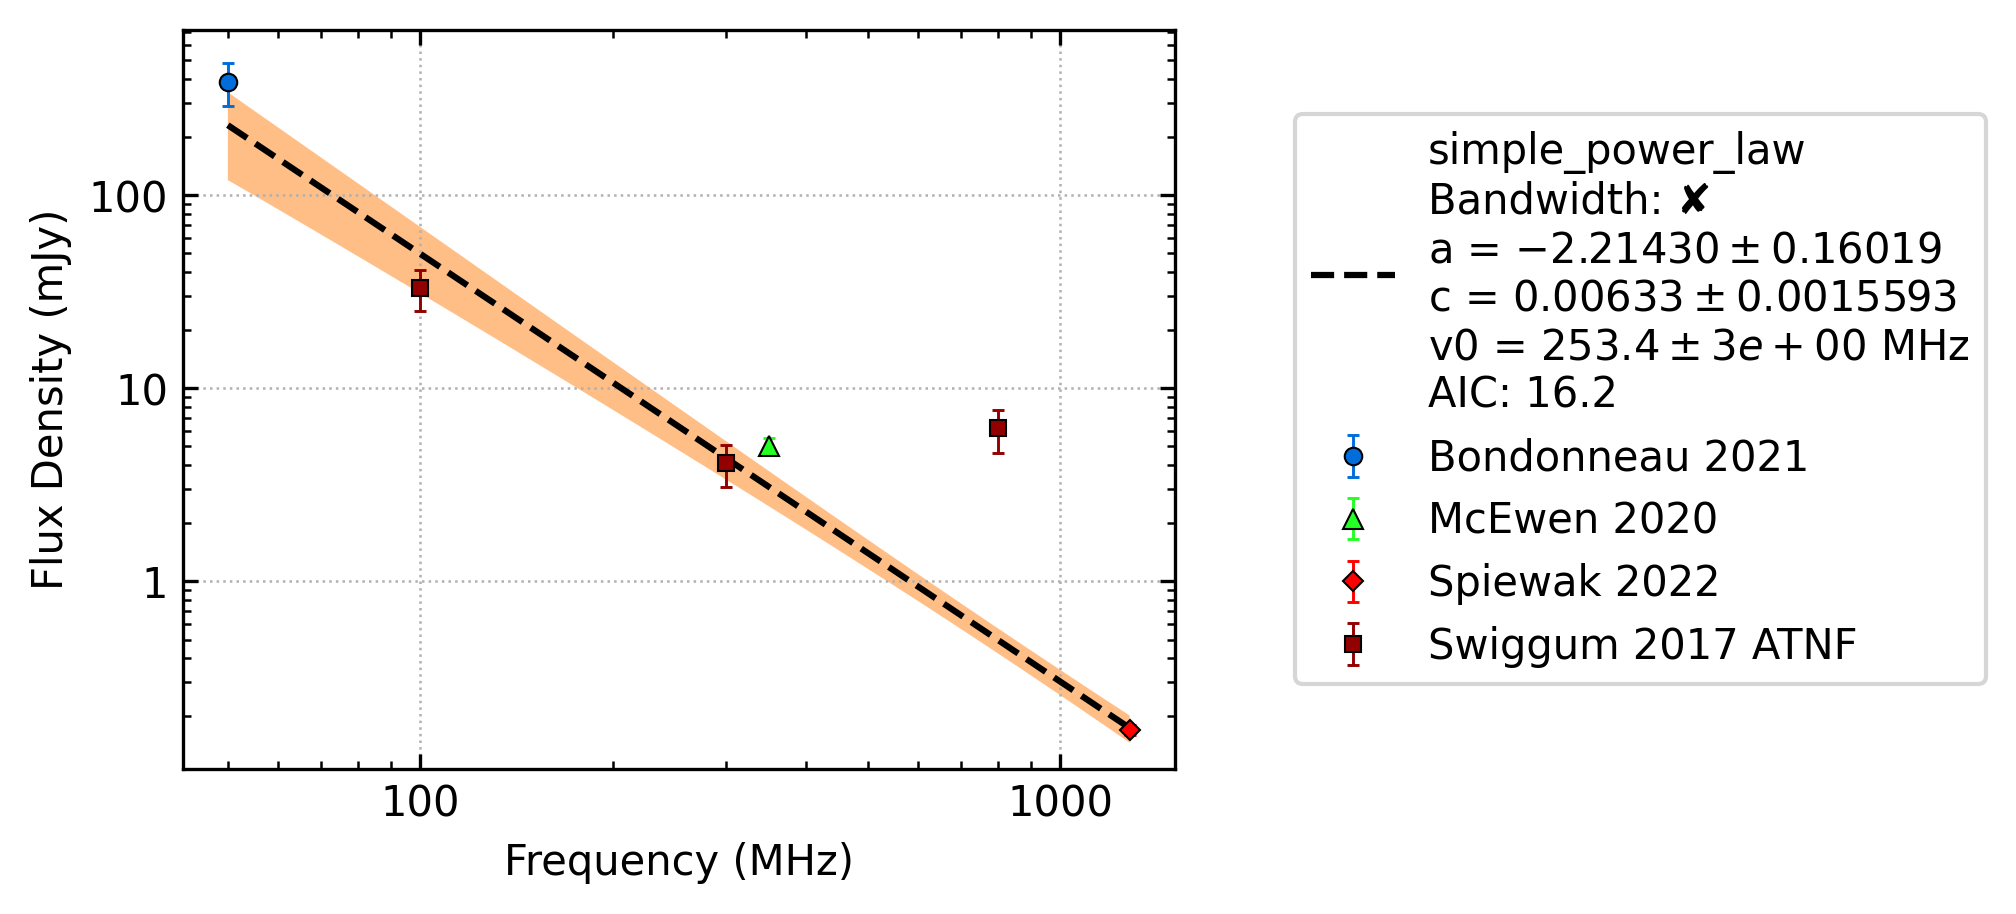 100
10
1
100
1000
Flux Density (mJy)
Frequency (MHz)
simple_power_law
Bandwidth: ✘
a = −2.21430 ± 0.16019
c = 0.00633 ± 0.0015593
v0 = 253.4 ± 3e + 00 MHz
AIC: 16.2
Bondonneau 2021
McEwen 2020
Spiewak 2022
Swiggum 2017 ATNF